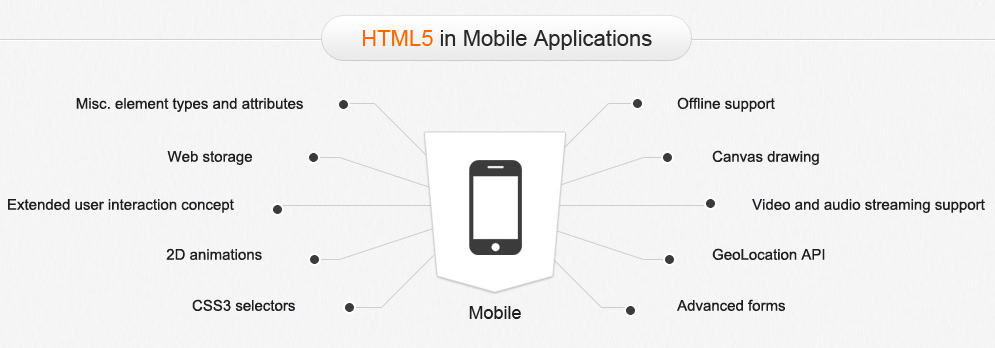 HTML5 in Mobile Applications
Misc. element types and attributes
Web storage
Extended user interaction concept
2D animations
CSS3 selectors
Offline support
Canvas drawing
Video and audio streaming support
GeoLocation API
Advanced forms
Mobile